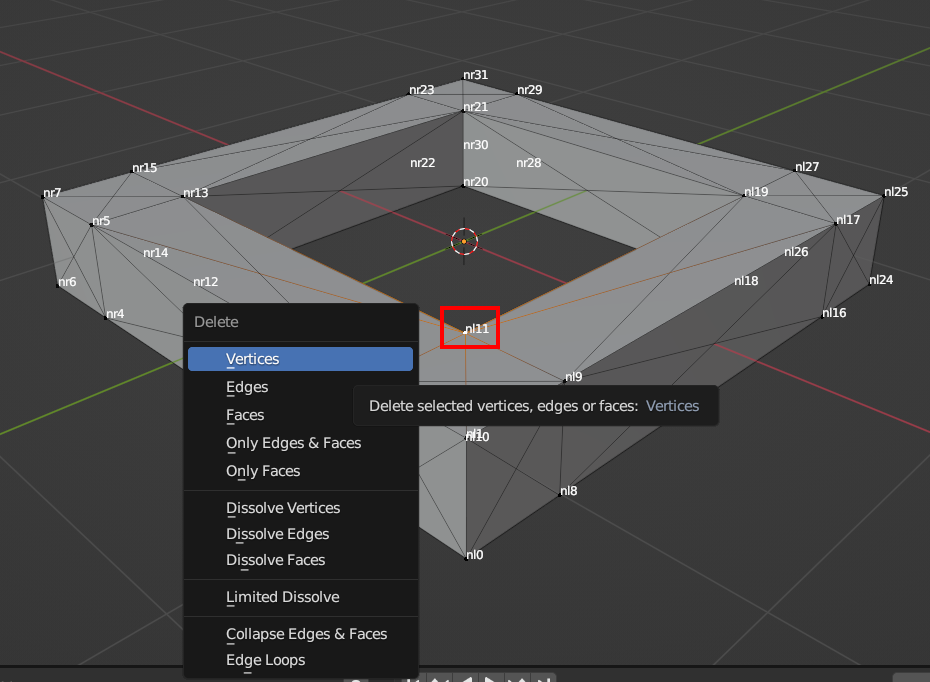 nr31
nr23
nr29
nr21
nr30
nr22
nr28
nr15
nl27
nr20
nr7
nr13
nl19
nl25
nr5
nl17
nr14
nl26
nr6
nr12
nl18
nl24
nr4
nl16
Delete
nl11
Vertices
Edges
Faces
Only Edges & Faces
Only Faces
Dissolve Vertices
Dissolve Edges
Dissolve Faces
Limited Dissolve
Collapse Edges & Faces
Edge Loops
nl9
Delete selected vertices, edges or faces: Vertices
nl1
nl10
nl8
nl0